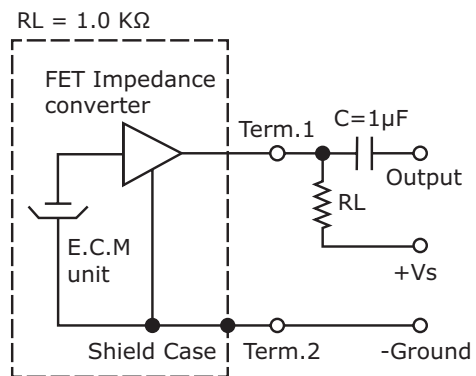 RL = 1.0 KΩ
FET Impedance
converter
Term.1
C=1µF
Output
RL
E.C.M
unit
+Vs
Shield Case
Term.2
-Ground